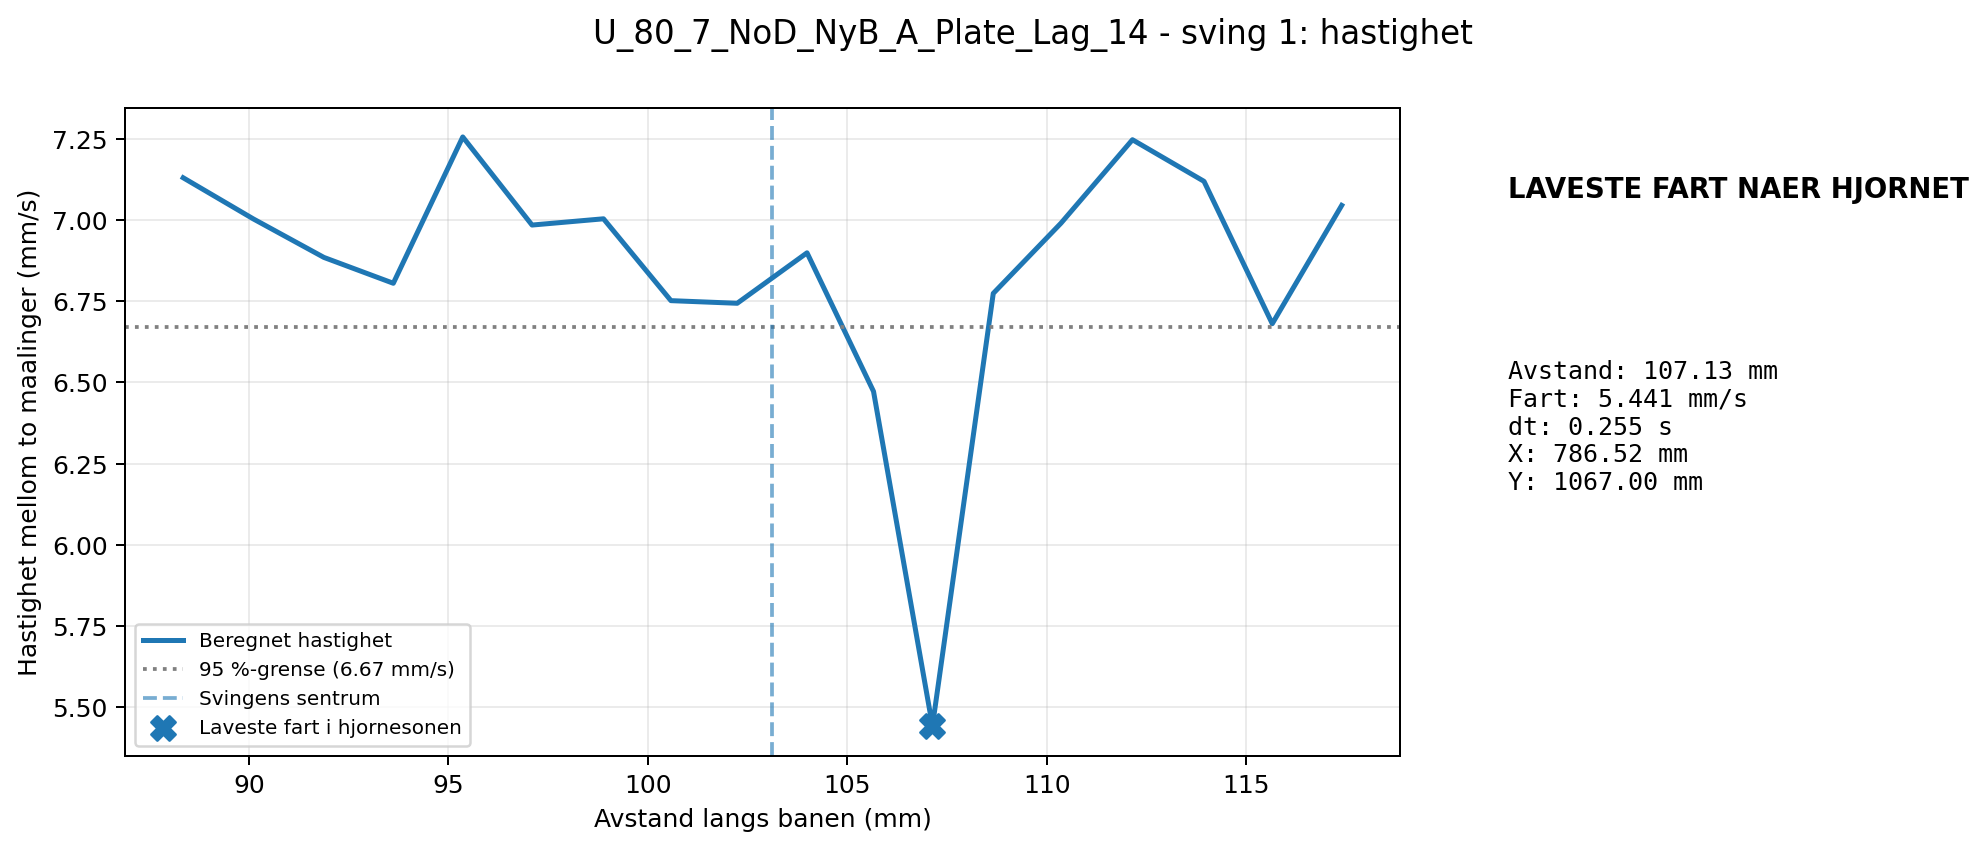 U_80_7_NoD_NyB_A_Plate_Lag_14 - sving 1: hastighet
Hastighet mellom to maalinger (mm/s)
7.25
7.00
6.75
6.50
6.25
6.00
5.75
5.50
Beregnet hastighet
95 %-grense (6.67 mm/s)
Svingens sentrum
Laveste fart i hjornesonen
90
95
100
105
110
115
Avstand langs banen (mm)
LAVESTE FART NAER HJORNET
Avstand: 107.13 mm
Fart: 5.441 mm/s
dt: 0.255 s
X: 786.52 mm
Y: 1067.00 mm